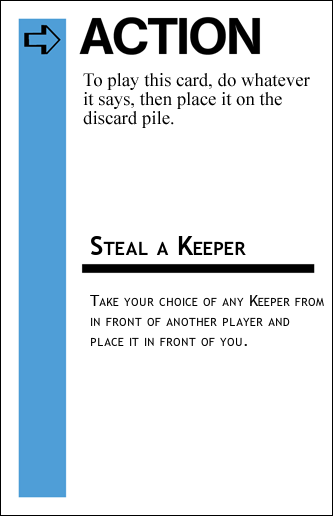 ACTION
To play this card, do whatever
it says, then place it on the
discard pile.
Steal a Keeper
Take your choice of any Keeper from
in front of another player and
place it in front of you.